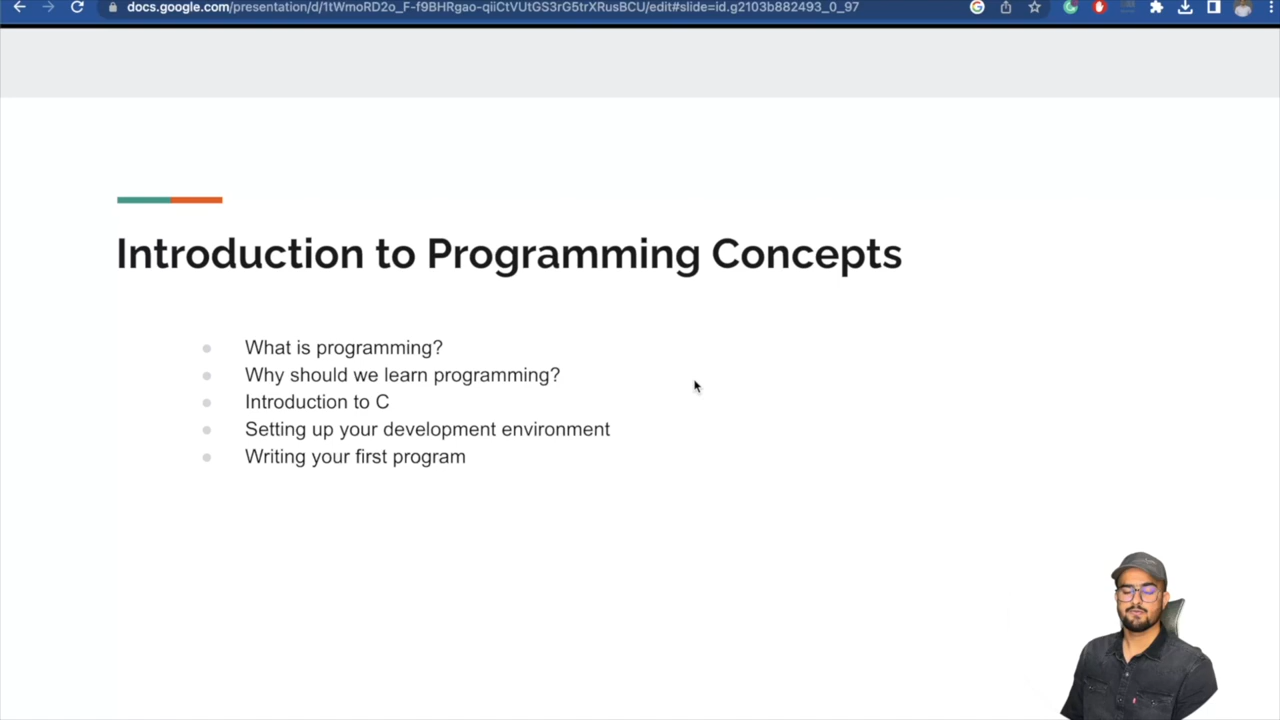 docs.google.com/presentation/d/1tWmoRD2o_F-f9BHRgao-qiiCtVUtGS3rG5trXRusBCU/edit#slide=id.g2103b882493_0_97
Introduction to Programming Concepts
What is programming?
Why should we learn programming?
Introduction to C
Setting up your development environment
Writing your first program